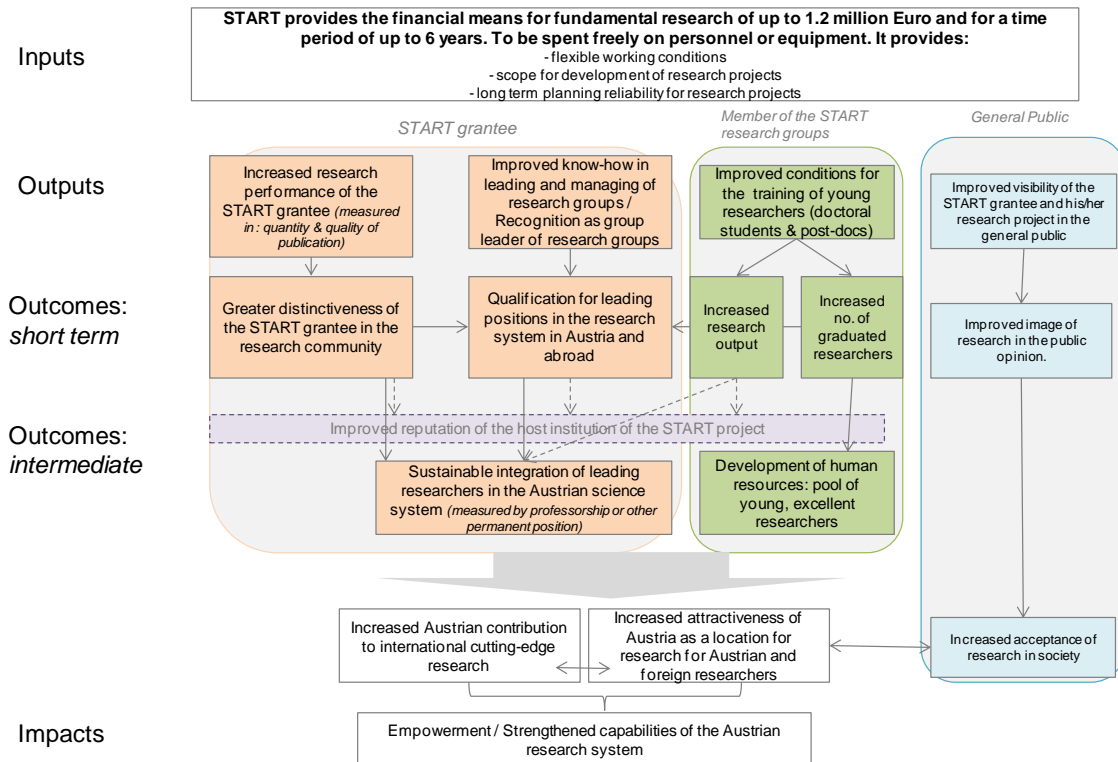 START provides the financial means for fundamental research of up to 1.2 million Euro and for a time
period of up to 6 years. To be spent freely on personnel or equipment. It provides:
- flexible working conditions
- scope for development of research projects
- long term planning reliability for research projects
Inputs
START grantee
Member of the START
research groups
General Public
Outputs
Increased research
performance of the
START grantee (measured
in: quantity & quality of
publication)
Improved know-how in
leading and managing of
research groups /
Recognition as group
leader of research groups
Improved conditions for
the training of young
researchers (doctoral
students & post-docs)
Improved visibility of the
START grantee and his/her
research project in the
general public
Outcomes:
short term
Greater distinctiveness of
the START grantee in the
research community
Qualification for leading
positions in the research
system in Austria and
abroad
Increased
research
output
Increased
no. of
graduated
researchers
Improved image of
research in the public
opinion.
Outcomes:
intermediate
Improved reputation of the host institution of the START project
Sustainable integration of leading
researchers in the Austrian science
system (measured by professorship or other
permanent position)
Development of human
resources: pool of
young, excellent
researchers
Increased Austrian contribution
to international cutting-edge
research
Increased attractiveness of
Austria as a location for
research for Austrian and
foreign researchers
Increased acceptance of
research in society
Impacts
Empowerment / Strengthened capabilities of the Austrian
research system